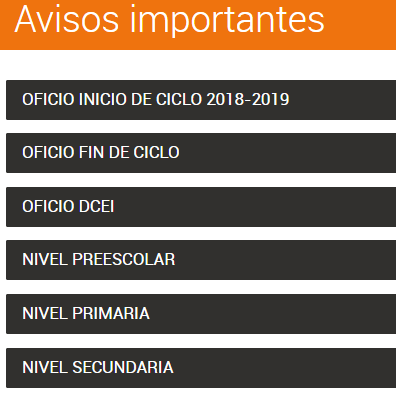 Avisos importantes
OFICIO INICIO DE CICLO 2018-2019
OFICIO FIN DE CICLO
OFICIO DCEI
NIVEL PREESCOLAR
NIVEL PRIMARIA
NIVEL SECUNDARIA